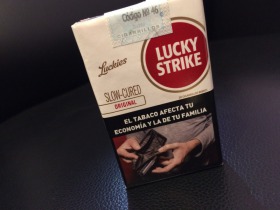 Código Nº 46
Luckies
LUCKY
STRIKE
SLOW-CURED
ORIGINAL
EL TABACO AFECTA TU
ECONOMÍA Y LA DE TU FAMILIA